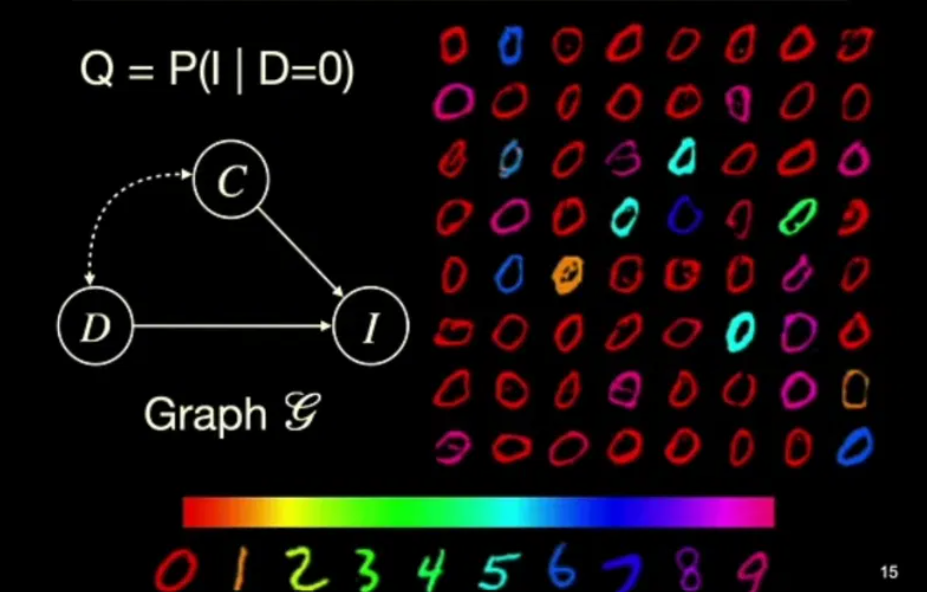 Q = P(I | D=0)
C
D
I
Graph 𝒢
0 1 2 3 4 5 6 7 8 9
15